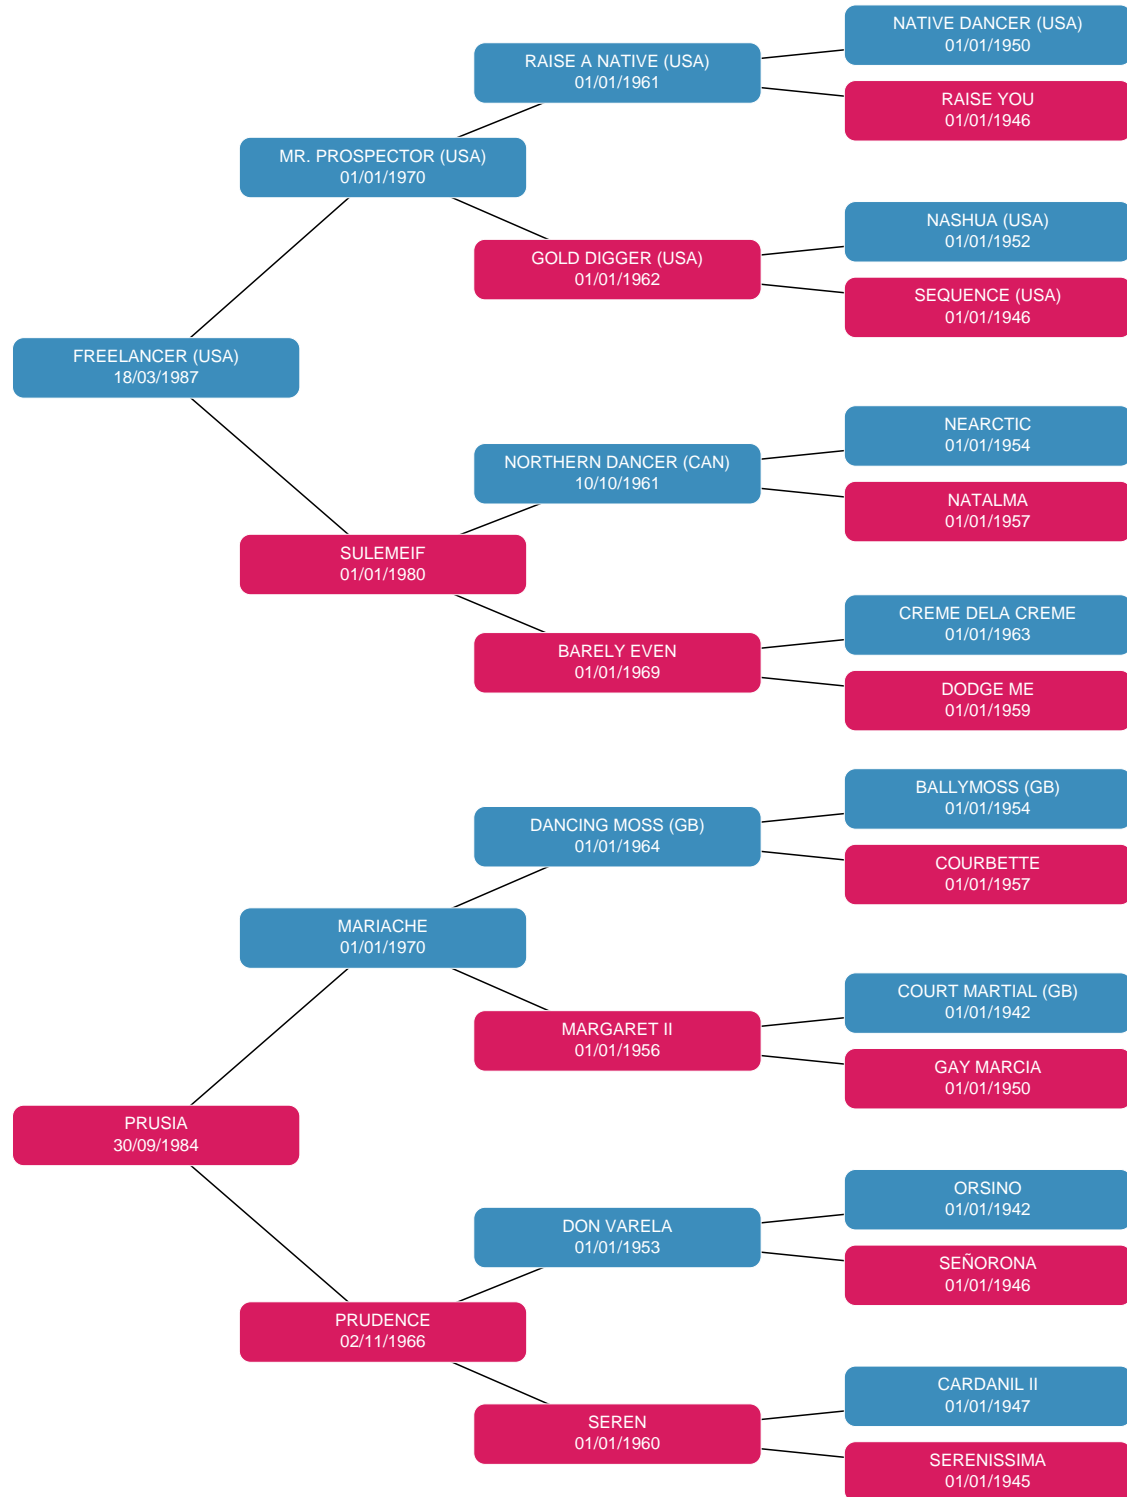 NATIVE DANCER (USA)
01/01/1950
RAISE A NATIVE (USA)
01/01/1961
RAISE YOU
01/01/1946
MR. PROSPECTOR (USA)
01/01/1970
NASHUA (USA)
01/01/1952
GOLD DIGGER (USA)
01/01/1962
SEQUENCE (USA)
01/01/1946
FREELANCER (USA)
18/03/1987
NEARCTIC
01/01/1954
NORTHERN DANCER (CAN)
10/10/1961
NATALMA
01/01/1957
SULEMEIF
01/01/1980
CREME DELA CREME
01/01/1963
BARELY EVEN
01/01/1969
DODGE ME
01/01/1959
BALLYMOSS (GB)
01/01/1954
DANCING MOSS (GB)
01/01/1964
COURBETTE
01/01/1957
MARIACHE
01/01/1970
COURT MARTIAL (GB)
01/01/1942
MARGARET II
01/01/1956
GAY MARCIA
01/01/1950
PRUSIA
30/09/1984
ORSINO
01/01/1942
DON VARELA
01/01/1953
SEÑORONA
01/01/1946
PRUDENCE
02/11/1966
CARDANIL II
01/01/1947
SEREN
01/01/1960
SERENISSIMA
01/01/1945